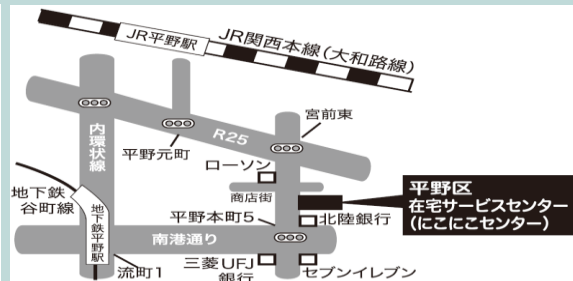 JR平野駅
JR関西本線(大和路線)
宮前東
R25
内環状線
平野元町
ローソン
商店街
平野区
在宅サービスセンター
(にこにこセンター)
地下鉄
谷町線
地下鉄平野駅
平野本町5
北陸銀行
南港通り
流町1
三菱UFJ
銀行
セブンイレブン